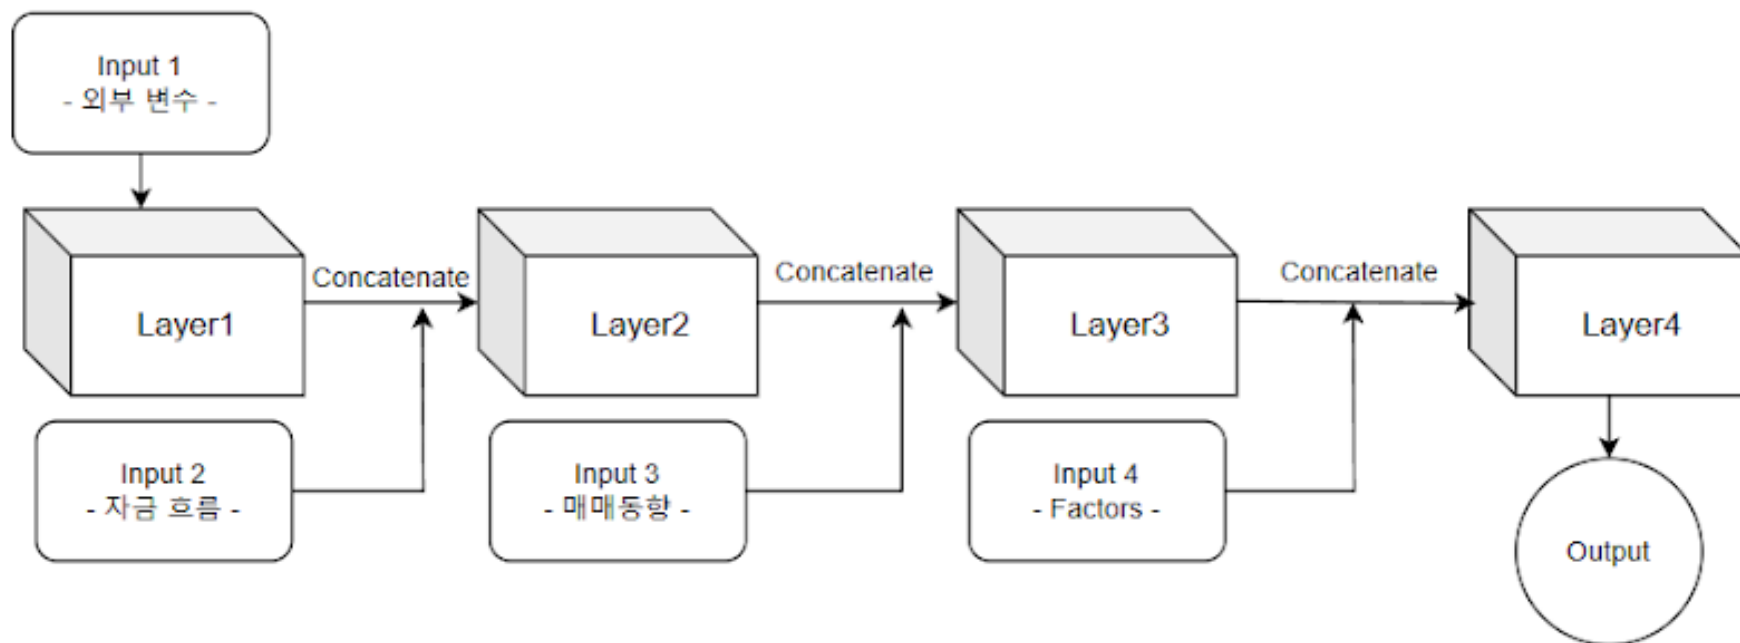 Input 1
- 외부 변수 -
Concatenate
Concatenate
Concatenate
Layer1
Layer2
Layer3
Layer4
Input 2
- 자금 흐름 -
Input 3
- 매매동향 -
Input 4
- Factors -
Output